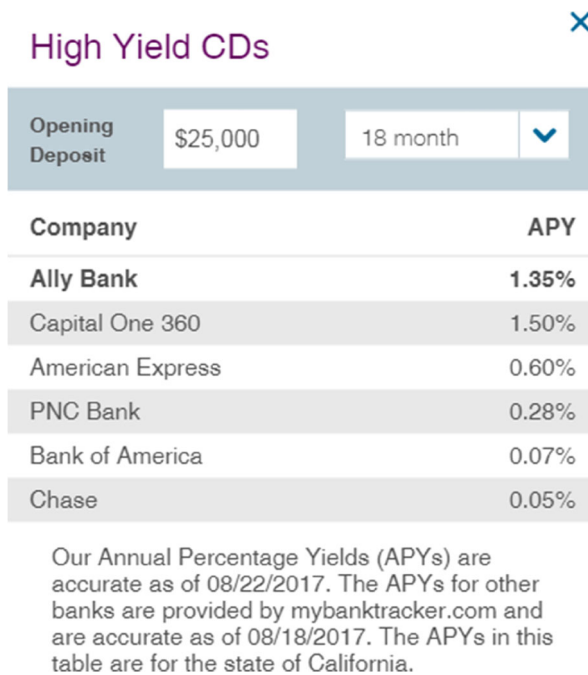 High Yield CDs
Opening
Deposit
$25,000
18 month
Company APY
Ally Bank 1.35%
Capital One 360 1.50%
American Express 0.60%
PNC Bank 0.28%
Bank of America 0.07%
Chase 0.05%
Our Annual Percentage Yields (APYs) are
accurate as of 08/22/2017. The APYs for other
banks are provided by mybanktracker.com and
are accurate as of 08/18/2017. The APYs in this
table are for the state of California.